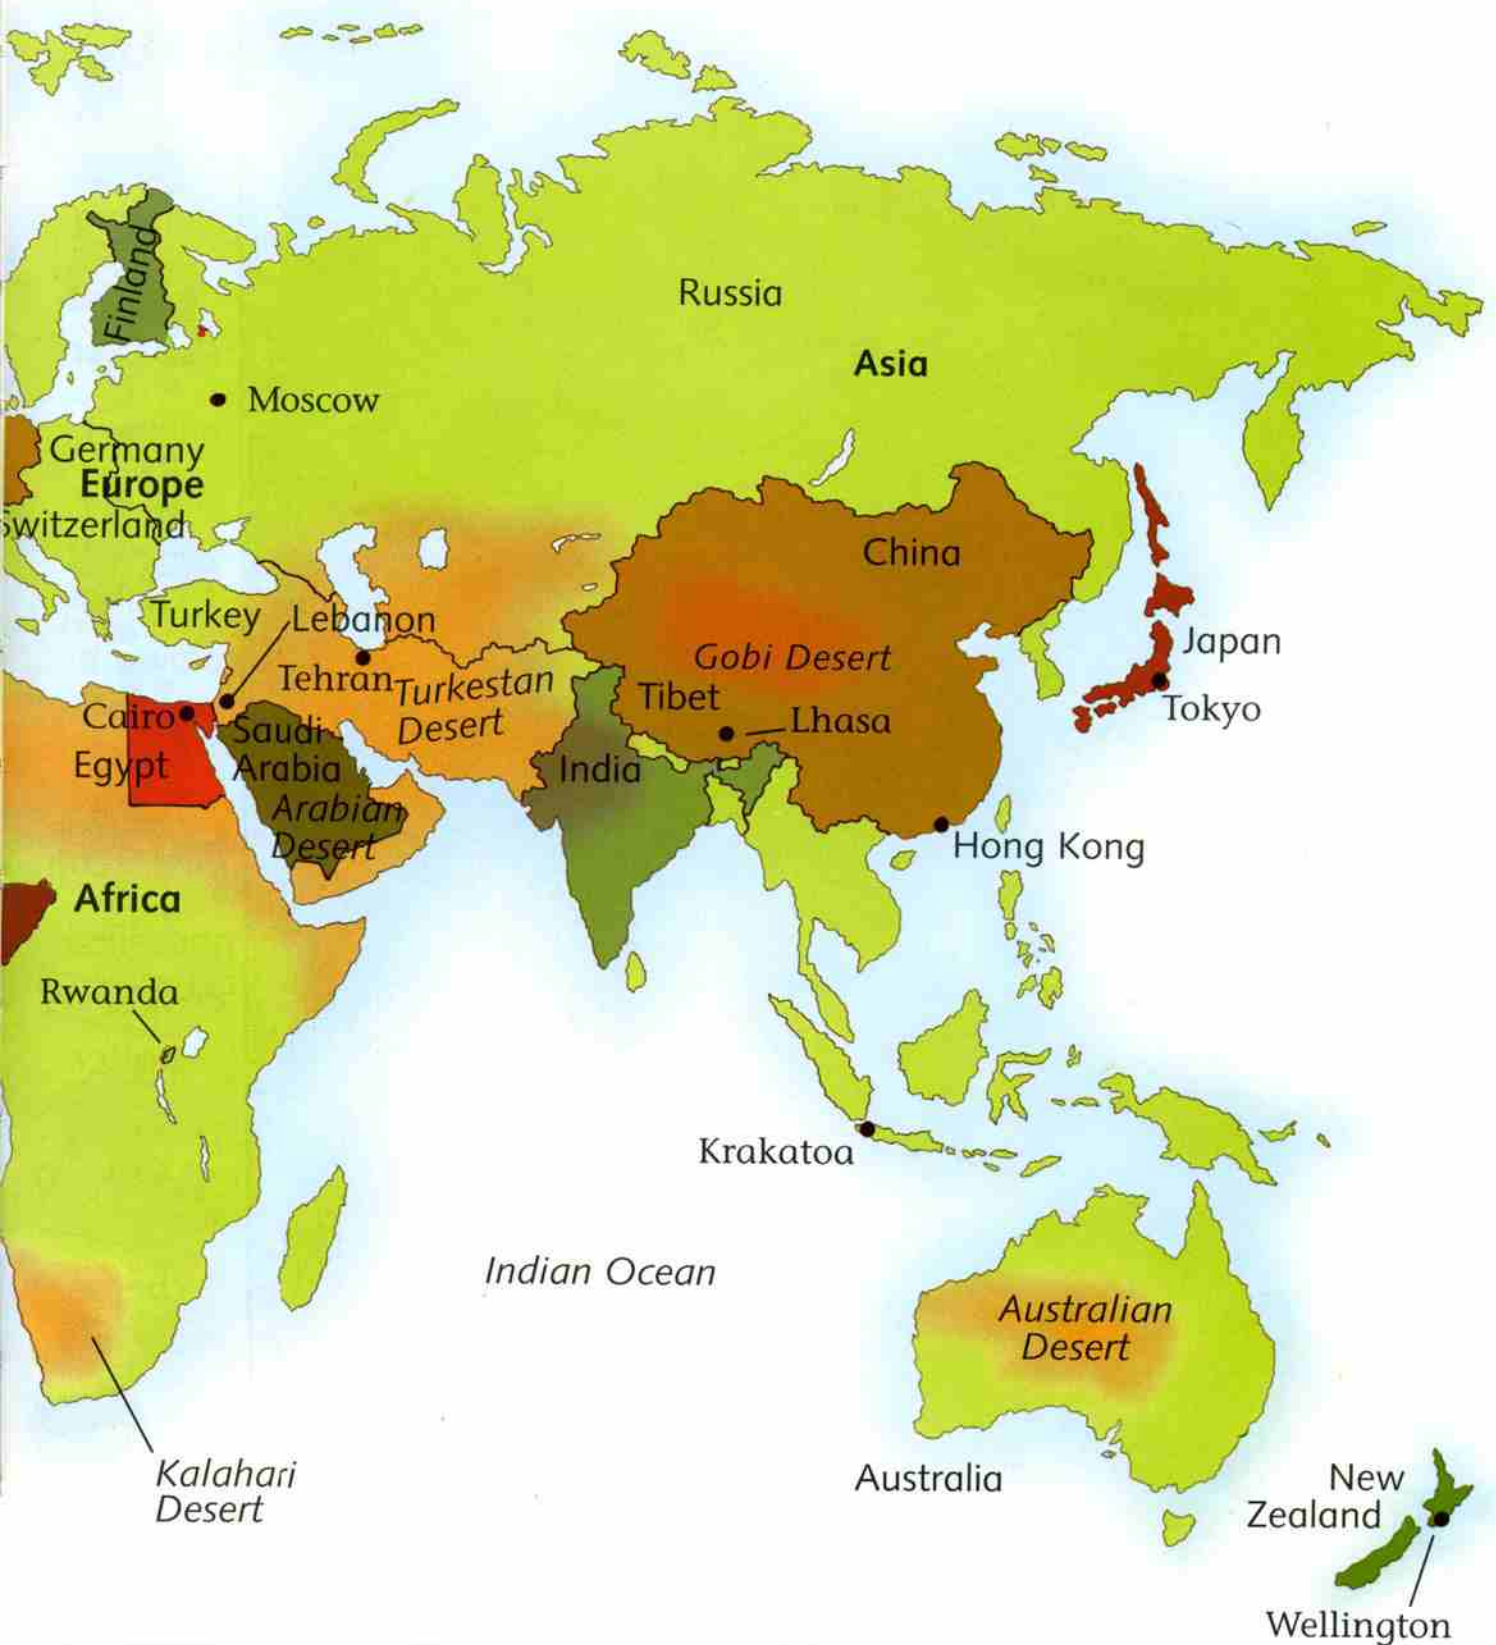 Finland
Russia
Asia
Moscow
Germany
Europe
Switzerland
China
Turkey
Lebanon
Gobi Desert
Japan
Tehran
Turkestan
Desert
Tibet
Cairo
Lhasa
Tokyo
Saudi
Arabia
Egypt
India
Arabian
Desert
Hong Kong
Africa
Rwanda
Krakatoa
Indian Ocean
Australian
Desert
Kalahari
Desert
Australia
New
Zealand
Wellington